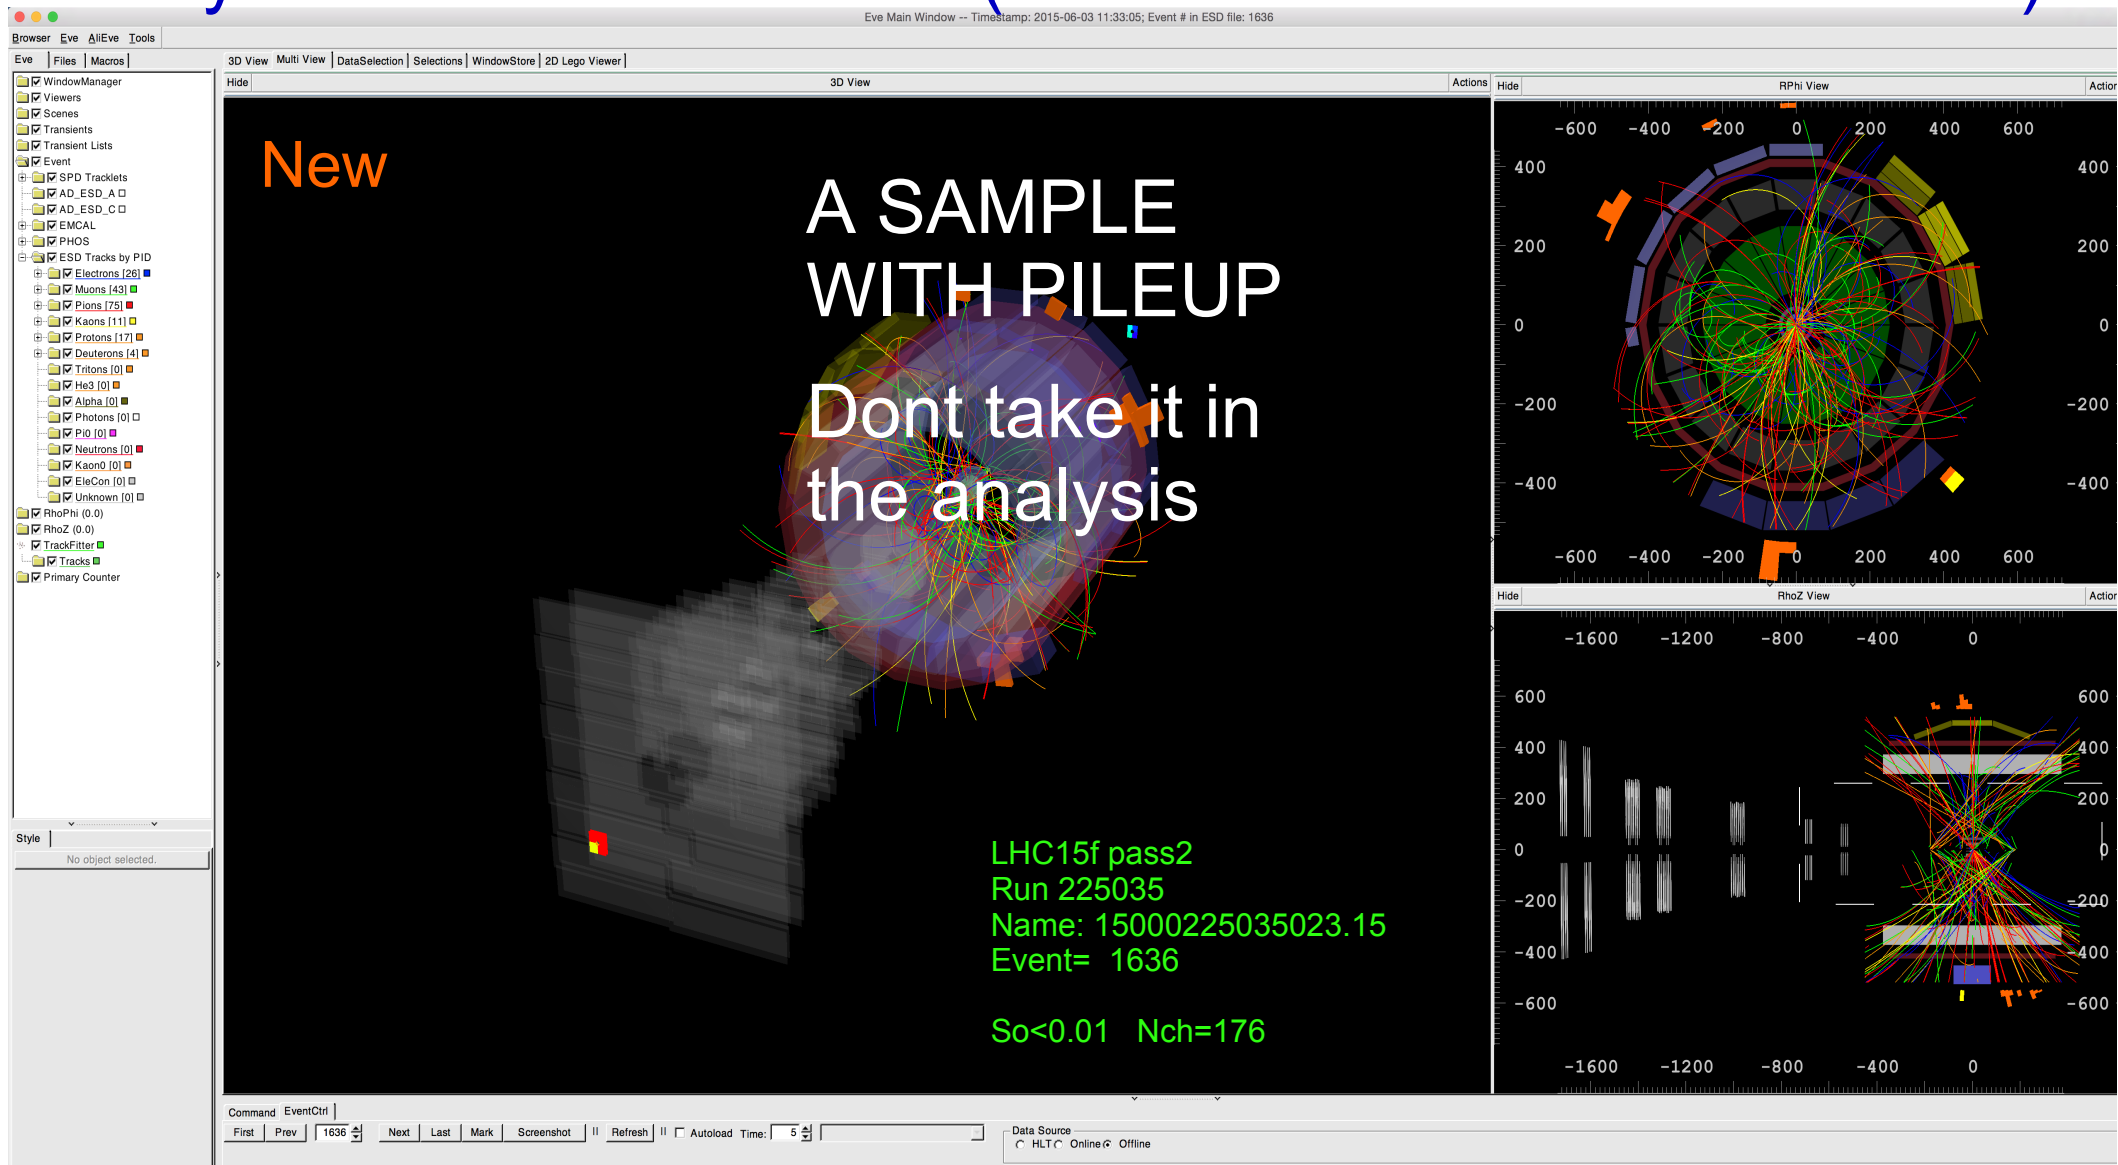 Eve Main Window -- Timestamp: 2015-06-03 11:33:05; Event # in ESD file: 1636
Browser Eve AliEve Tools
Eve Files Macros
3D View Multi View DataSelection Selections WindowStore 2D Lego Viewer
WindowManager
Viewers
Scenes
Transients
Transient Lists
Event
SPD Tracklets
AD_ESD_A
AD_ESD_C
EMCAL
PHOS
ESD Tracks by PID
Electrons [26]
Muons [43]
Pions [75]
Kaons [11]
Protons [17]
Deuterons [4]
Tritons [0]
He3 [0]
Alpha [0]
Photons [0]
Pi0 [0]
Neutrons [0]
Kaon0 [0]
EleCon [0]
Unknown [0]
RhoPhi (0.0)
RhoZ (0.0)
TrackFitter
Tracks
Primary Counter
Style
No object selected.
Hide 3D View Actions
New
A SAMPLE
WITH PILEUP
Dont take it in
the analysis
LHC15f pass2
Run 225035
Name: 15000225035023.15
Event= 1636
So<0.01 Nch=176
Hide RPhi View Action
-600 -400 -200 0 200 400 600
400 400
200 200
0 0
-200 -200
-400 -400
-600 -400 -200 0 200 400 600
Hide RhoZ View Action
-1600 -1200 -800 -400 0
600 600
400 400
200 200
0 0
-200 -200
-400 -400
-600 -600
-1600 -1200 -800 -400 0
Command EventCtrl
First Prev 1636 Next Last Mark Screenshot || Refresh || Autoload Time: 5
Data Source
HLT Online Offline